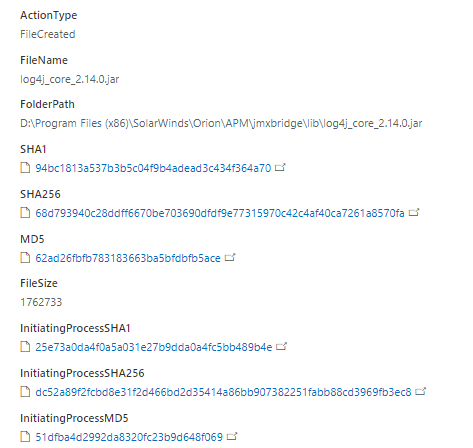 ActionType
FileCreated
FileName
log4j_core_2.14.0.jar
FolderPath
D:\Program Files (x86)\SolarWinds\Orion\APM\jmxbridge\lib\log4j_core_2.14.0.jar
SHA1
94bc1813a537b3b5c04f9b4adead3c434f364a70
SHA256
68d793940c28ddff6670be703690dfdf9e77315970c42c4af40ca7261a8570fa
MD5
62ad26fbfb783183663ba5bfdbfb5ace
FileSize
1762733
InitiatingProcessSHA1
25e73a0da4f0a5a031e27b9dda0a4fc5bb489b4e
InitiatingProcessSHA256
dc52a89f2fcbd8e31f2d466bd2d35414a86bb907382251fabb88cd3969fb3ec8
InitiatingProcessMD5
51dfba4d2992da8320fc23b9d648f069